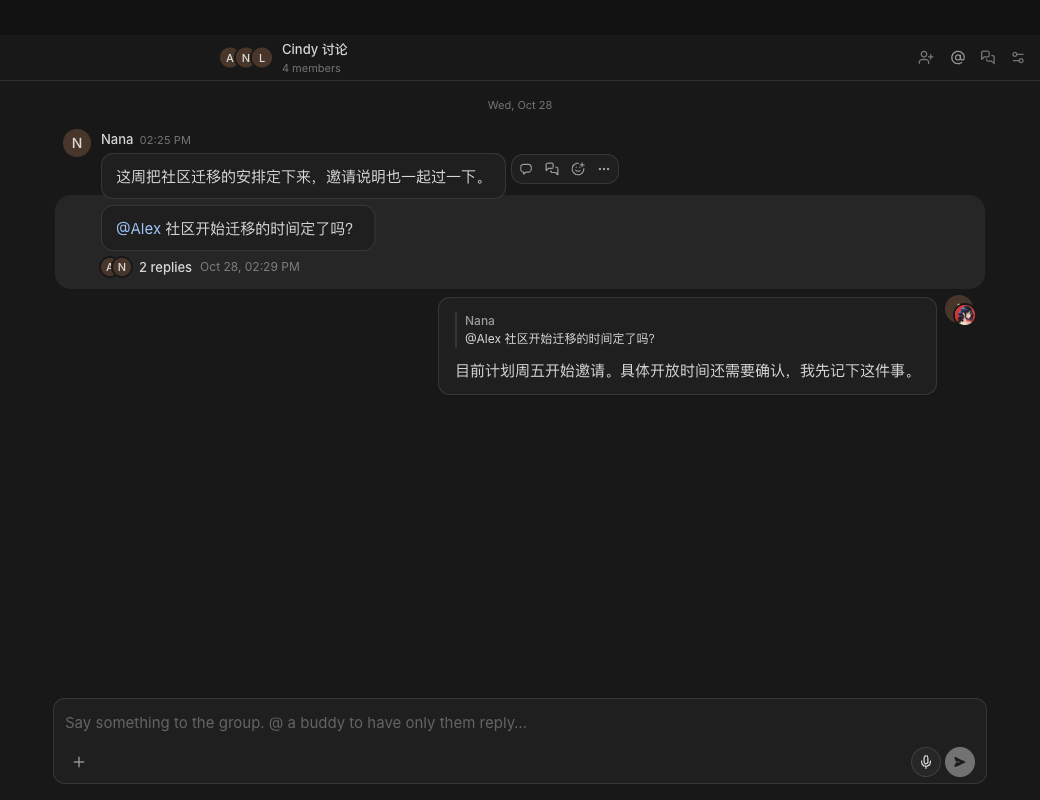 A N L
Cindy 讨论
4 members
Wed, Oct 28
N
Nana 02:25 PM
这周把社区迁移的安排定下来，邀请说明也一起过一下。
@Alex 社区开始迁移的时间定了吗?
A N 2 replies Oct 28, 02:29 PM
Nana
@Alex 社区开始迁移的时间定了吗?
目前计划周五开始邀请。具体开放时间还需要确认，我先记下这件事。
Say something to the group. @ a buddy to have only them reply...